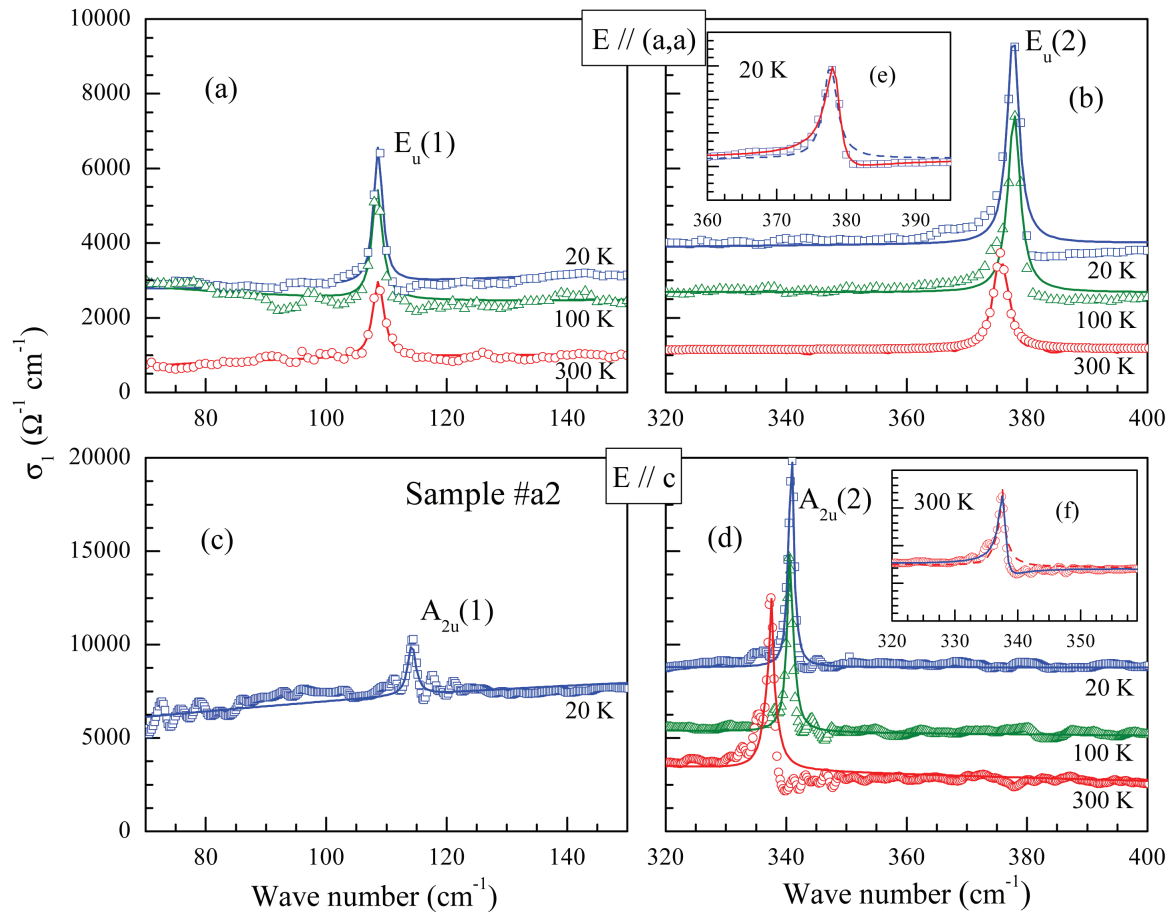 E // (a,a)
10000
8000
6000
4000
2000
0
(a)
E_u(1)
20 K
100 K
300 K
80
100
120
140
20 K
(e)
360
370
380
390
E_u(2)
(b)
20 K
100 K
300 K
320
340
360
380
400
σ₁ (Ω⁻¹ cm⁻¹)
E // c
20000
15000
10000
5000
0
Sample #a2
(c)
A_2u(1)
20 K
80
100
120
140
Wave number (cm⁻¹)
(d)
A_2u(2)
300 K
(f)
320
330
340
350
20 K
100 K
300 K
320
340
360
380
400
Wave number (cm⁻¹)